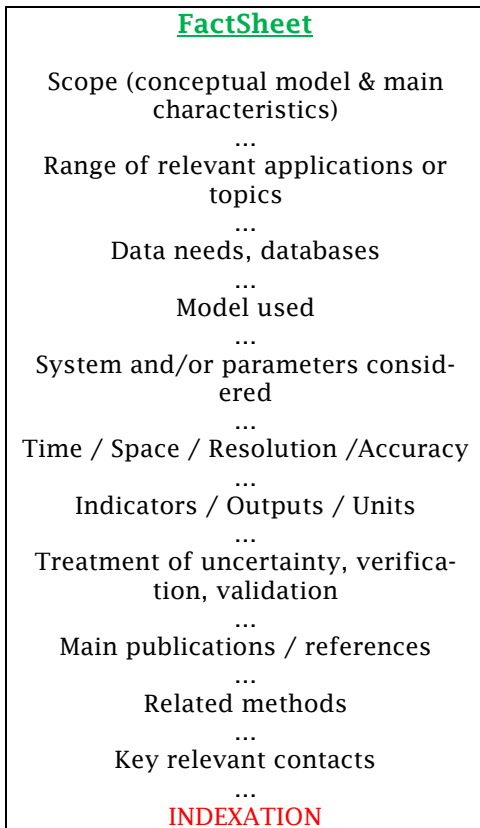 FactSheet
Scope (conceptual model & main
characteristics)
...
Range of relevant applications or
topics
...
Data needs, databases
...
Model used
...
System and/or parameters consid-
ered
...
Time / Space / Resolution /Accuracy
...
Indicators / Outputs / Units
...
Treatment of uncertainty, verifica-
tion, validation
...
Main publications / references
...
Related methods
...
Key relevant contacts
...
INDEXATION